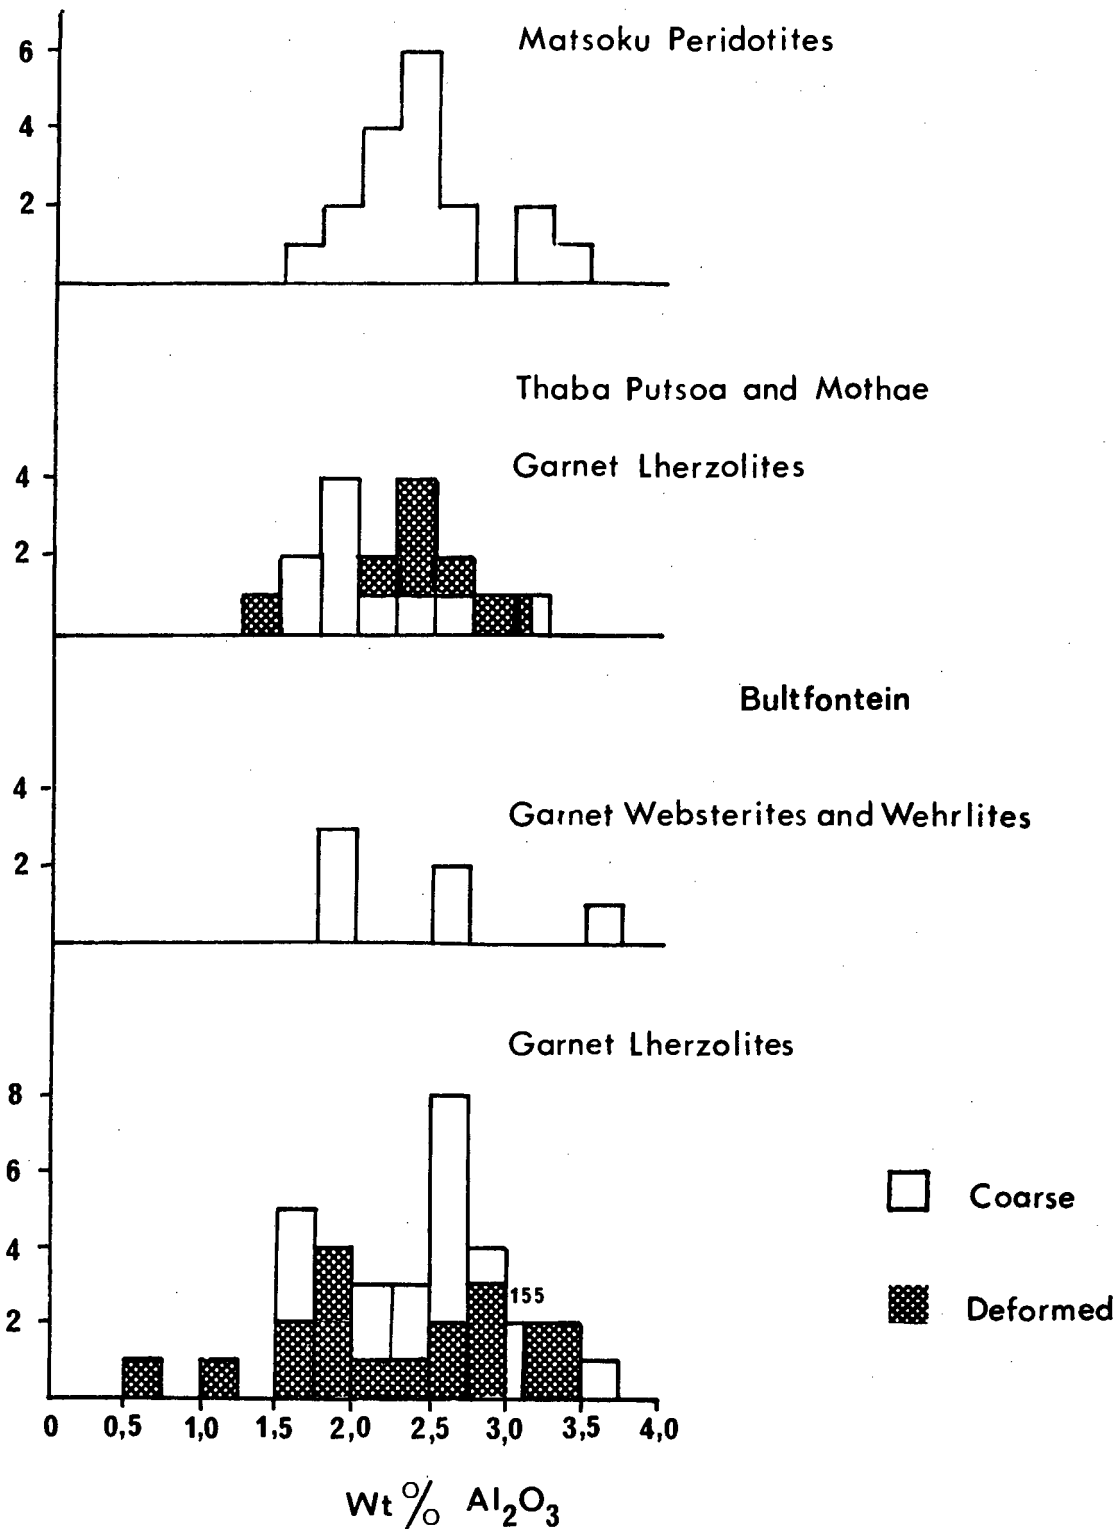 Matsoku Peridotites
6
4
2
Thaba Putsoa and Mothae
Garnet Lherzolites
4
2
Bultfontein
Garnet Websterites and Wehrlites
4
2
Garnet Lherzolites
8
6
4
2
155
Coarse
Deformed
0 0,5 1,0 1,5 2,0 2,5 3,0 3,5 4,0
Wt % Al₂O₃